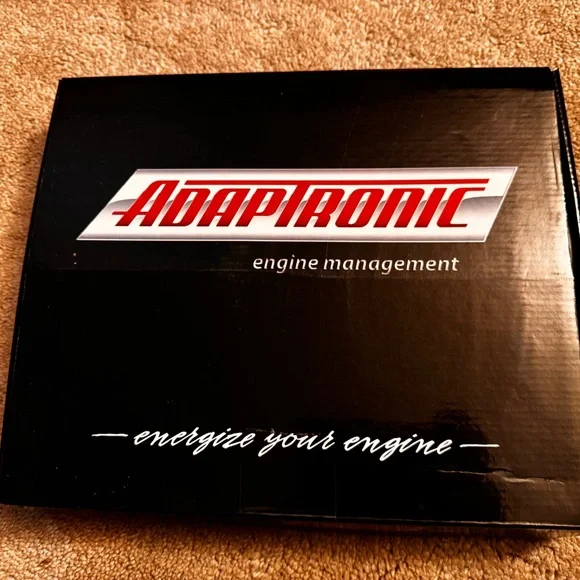 ADAPTRONIC
engine management
— energize your engine —